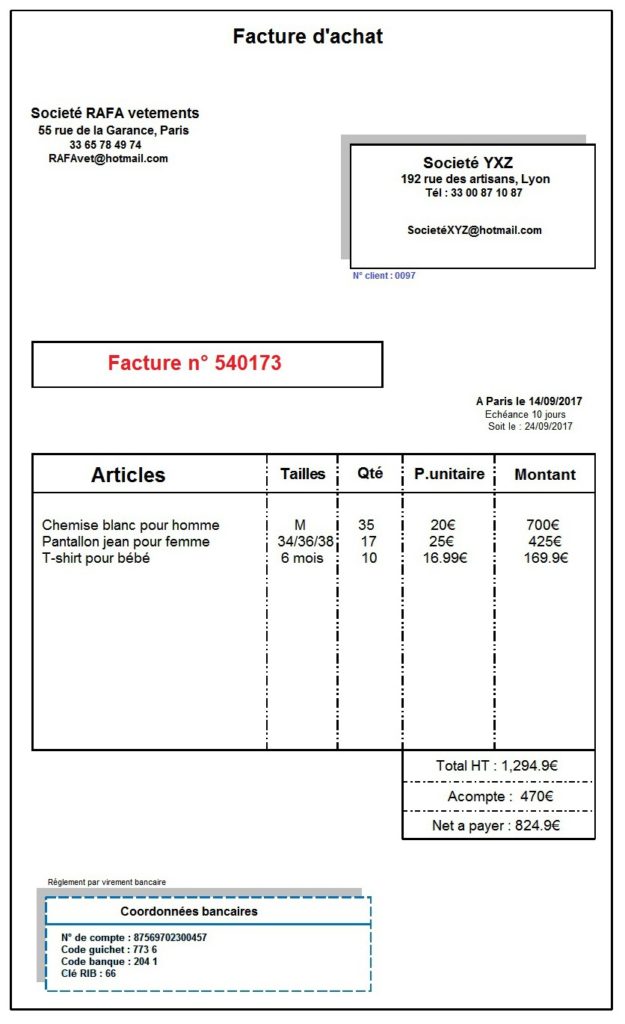 Facture d'achat
Societé RAFA vetements
55 rue de la Garance, Paris
33 65 78 49 74
RAFAvet@hotmail.com
Societé YXZ
192 rue des artisans, Lyon
Tél : 33 00 87 10 87
SocietéXYZ@hotmail.com
N° client : 0097
Facture n° 540173
A Paris le 14/09/2017
Echéance 10 jours
Soit le : 24/09/2017
Articles Tailles Qté P.unitaire Montant
Chemise blanc pour homme M 35 20€ 700€
Pantallon jean pour femme 34/36/38 17 25€ 425€
T-shirt pour bébé 6 mois 10 16.99€ 169.9€
Total HT : 1,294.9€
Acompte : 470€
Net a payer : 824.9€
Réglement par virement bancaire
Coordonnées bancaires
N° de compte : 87569702300457
Code guichet : 773 6
Code banque : 204 1
Clé RIB : 66